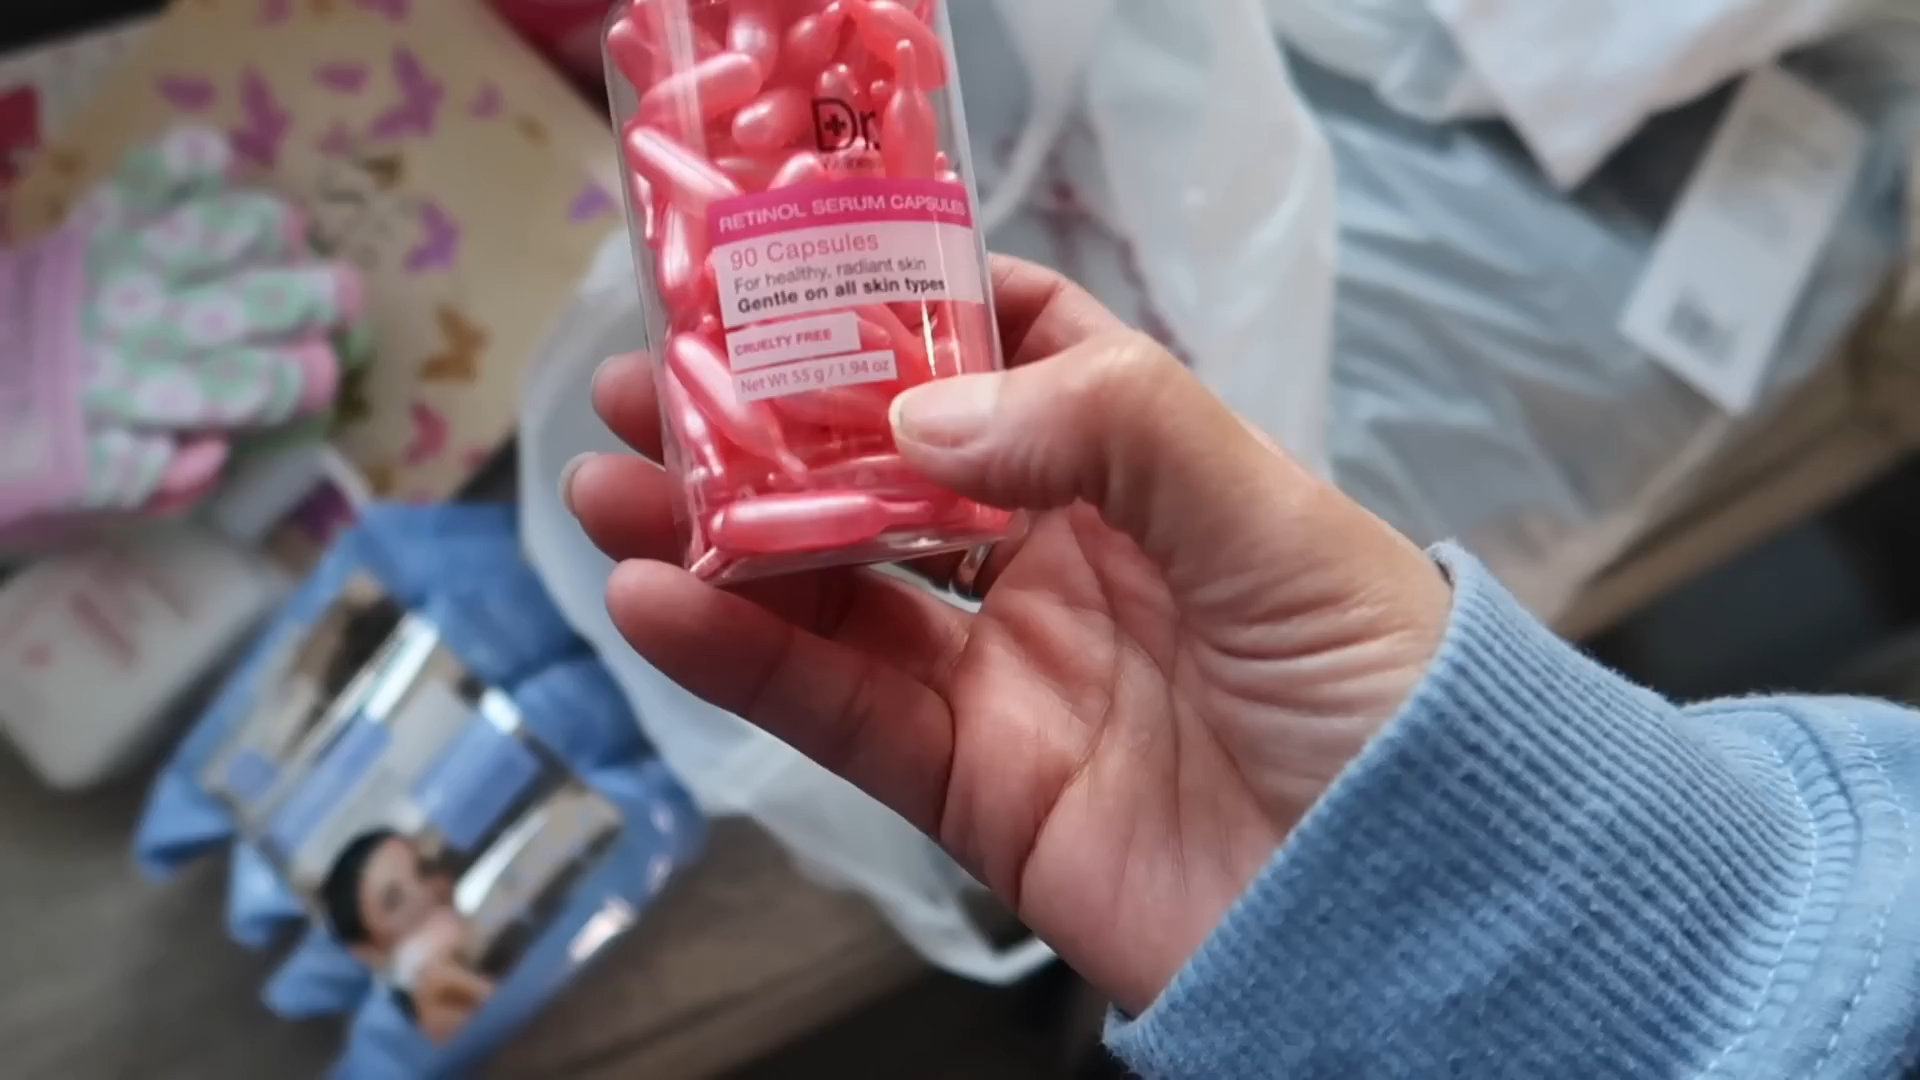 Dr.
RETINOL SERUM CAPSULES
90 Capsules
For healthy, radiant skin
Gentle on all skin types
CRUELTY FREE
Net Wt 55 g / 1.94 oz